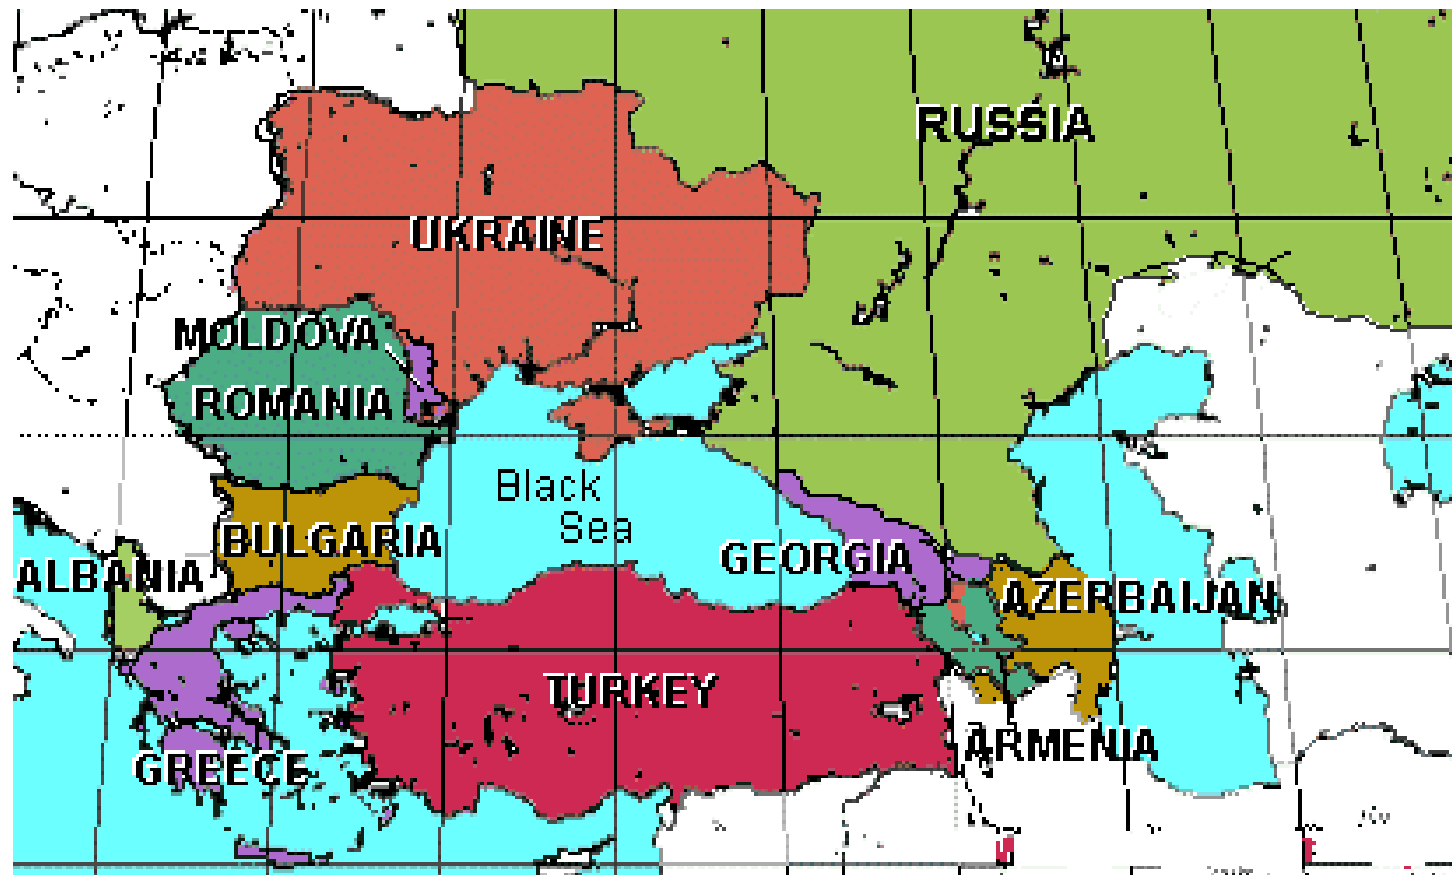 RUSSIA
UKRAINE
MOLDOVA
ROMANIA
Black
Sea
BULGARIA
GEORGIA
ALBANIA
AZERBAIJAN
TURKEY
ARMENIA
GREECE